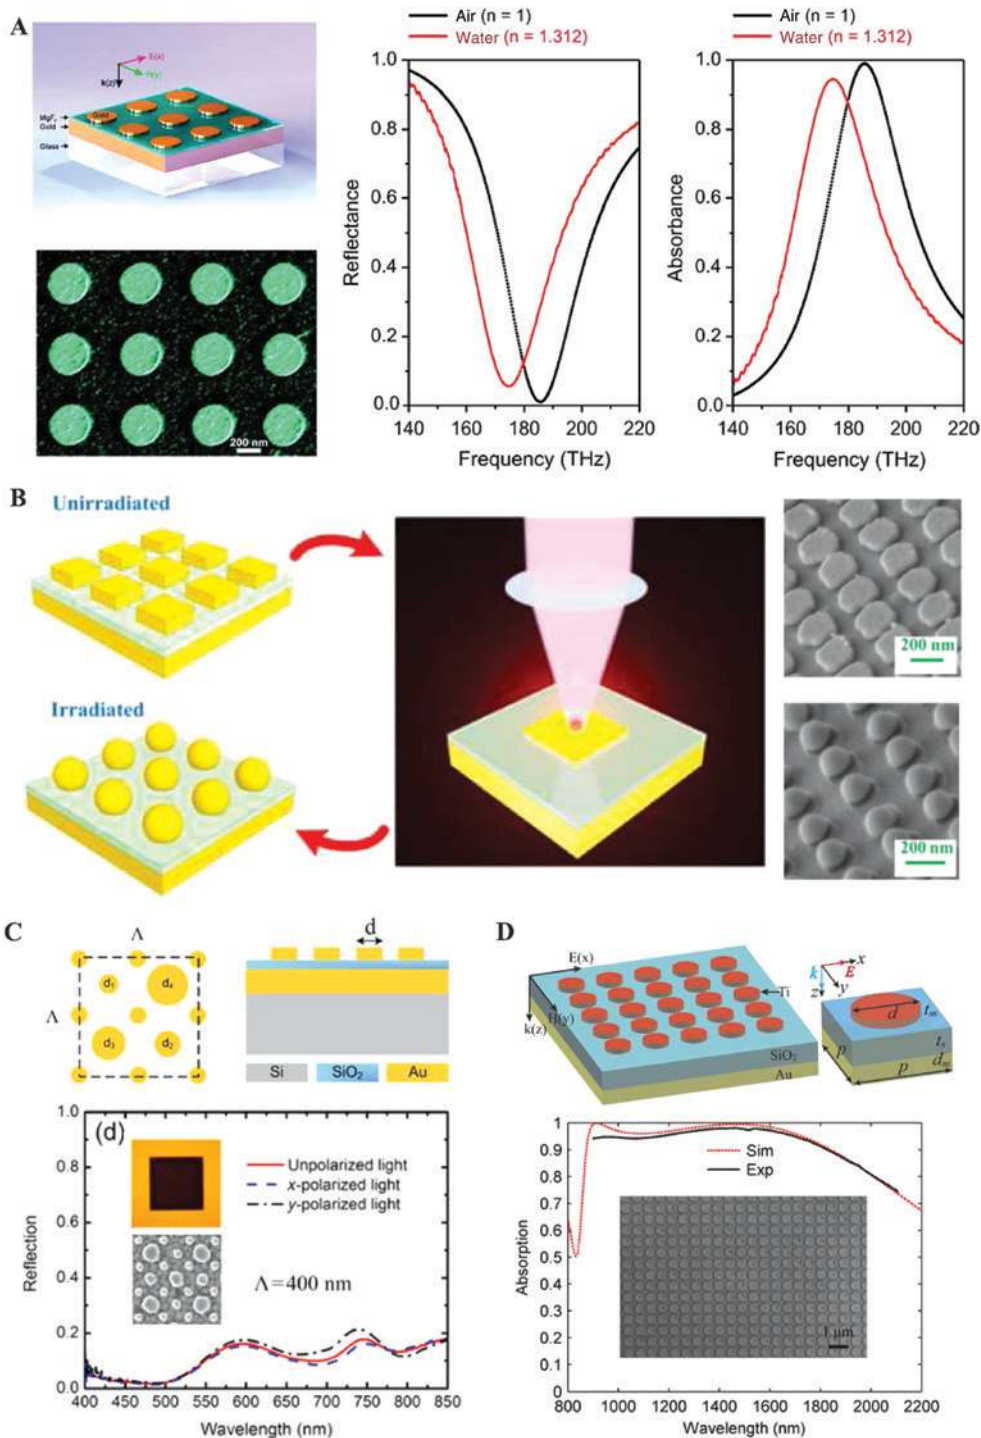 A
E(x)
H(y)
k(z)
MgF₂
Gold
Gold
Glass
200 nm
Air (n = 1)
Water (n = 1.312)
1.0
0.8
0.6
0.4
0.2
0.0
Reflectance
140 160 180 200 220
Frequency (THz)
Air (n = 1)
Water (n = 1.312)
1.0
0.8
0.6
0.4
0.2
0.0
Absorbance
140 160 180 200 220
Frequency (THz)
B
Unirradiated
Irradiated
200 nm
200 nm
C
Λ
Λ
d₁
d₄
d₃
d₂
d
Si SiO₂ Au
(d)
Unpolarized light
x-polarized light
y-polarized light
Λ=400 nm
1.0
0.8
0.6
0.4
0.2
0.0
Reflection
400 450 500 550 600 650 700 750 800 850
Wavelength (nm)
D
E(x)
H(y)
k(z)
Ti
SiO₂
Au
k
E
x
y
z
d
tₘ
tₛ
dₘ
p
p
1
0.9
0.8
0.7
0.6
0.5
0.4
0.3
0.2
0.1
0
Absorption
Sim
Exp
1 μm
800 1000 1200 1400 1600 1800 2000 2200
Wavelength (nm)